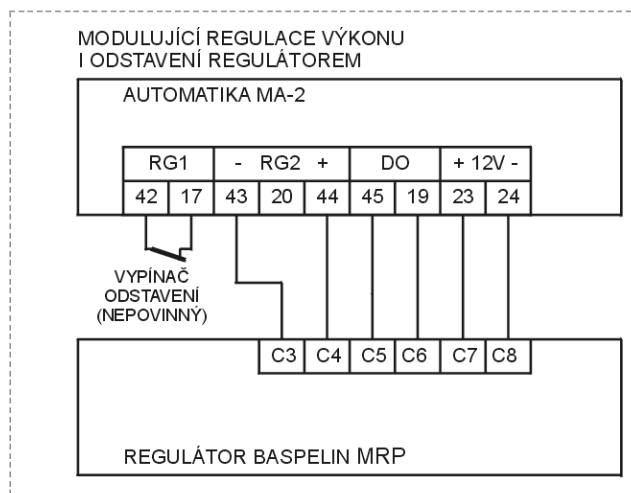 MODULUJÍCÍ REGULACE VÝKONU
I ODSTAVENÍ REGULÁTOREM
AUTOMATIKA MA-2
RG1 - RG2 + DO + 12V -
42 17 43 20 44 45 19 23 24
VYPÍNAČ
ODSTAVENÍ
(NEPOVINNÝ)
C3 C4 C5 C6 C7 C8
REGULÁTOR BASPELIN MRP